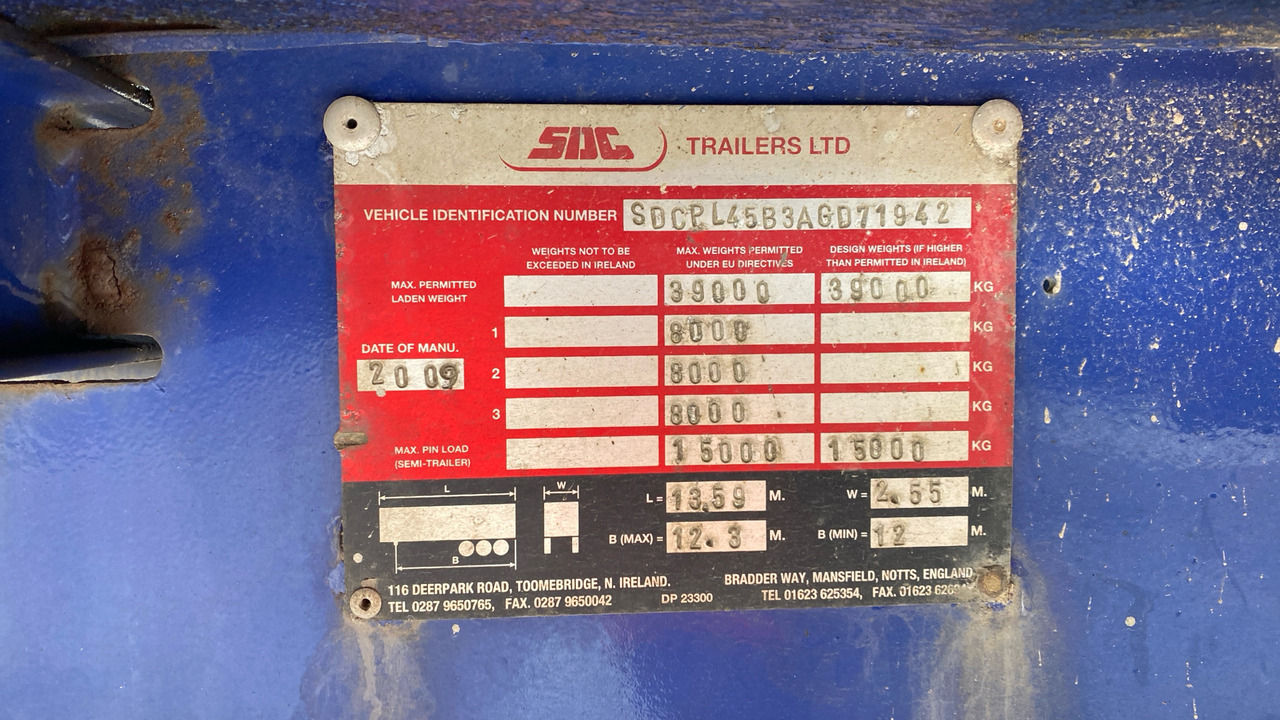 SDC TRAILERS LTD
VEHICLE IDENTIFICATION NUMBER SDCPL45B3AGD71942
WEIGHTS NOT TO BE EXCEEDED IN IRELAND
MAX. WEIGHTS PERMITTED UNDER EU DIRECTIVES
DESIGN WEIGHTS (IF HIGHER THAN PERMITTED IN IRELAND)
MAX. PERMITTED LADEN WEIGHT 39000 39000 KG
1 8000 KG
DATE OF MANU.
2009
2 8000 KG
3 8000 KG
MAX. PIN LOAD (SEMI-TRAILER) 15000 15000 KG
L W
L = 13.59 M. W = 2.55 M.
B (MAX) = 12.3 M. B (MIN) = 12 M.
B
116 DEERPARK ROAD, TOOMEBRIDGE, N. IRELAND. BRADDER WAY, MANSFIELD, NOTTS, ENGLAND
TEL 0287 9650765, FAX. 0287 9650042 DP 23300 TEL 01623 625354, FAX. 01623